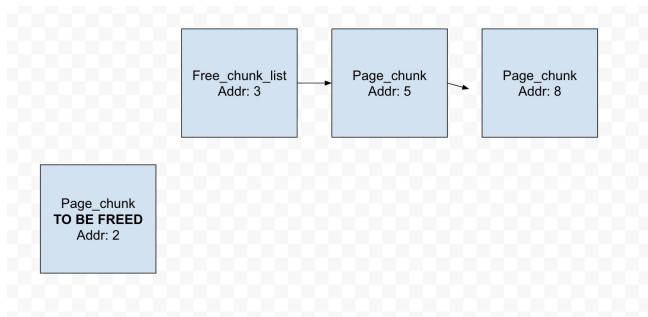 Free_chunk_list
Addr: 3
Page_chunk
Addr: 5
Page_chunk
Addr: 8
Page_chunk
TO BE FREED
Addr: 2